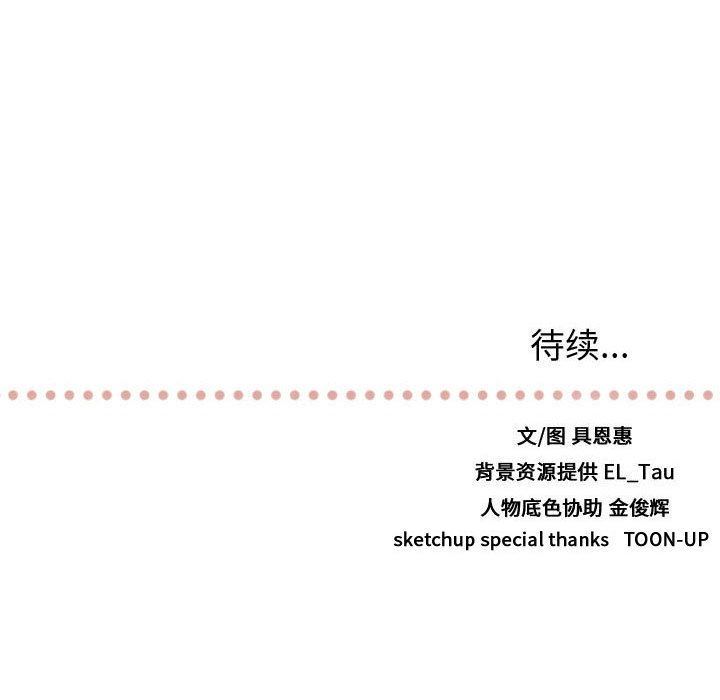 待续...
文/图 具恩惠
背景资源提供 EL_Tau
人物底色协助 金俊辉
sketchup special thanks TOON-UP